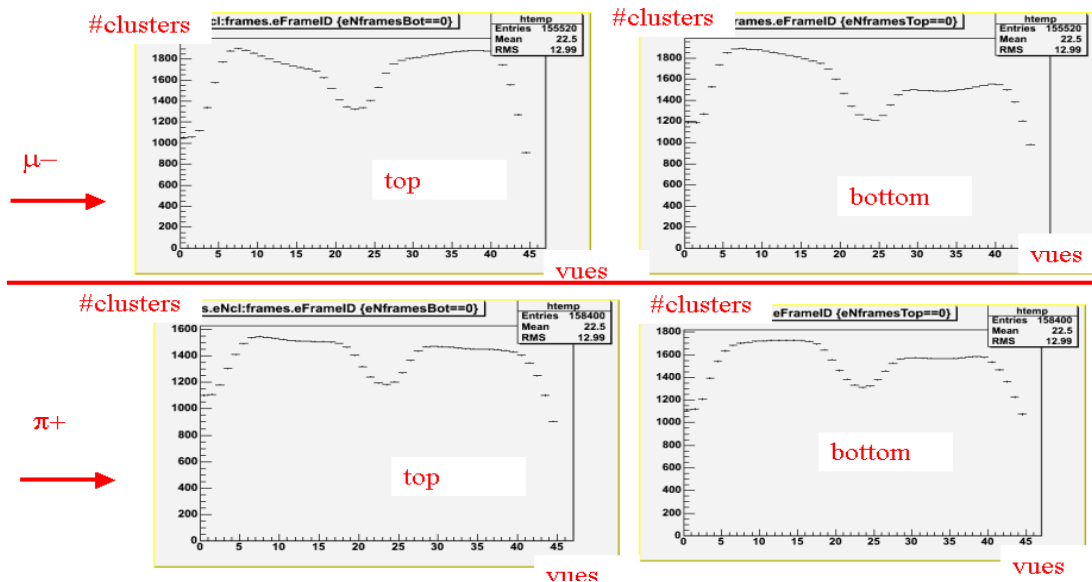 #clusters
cl:frames.eFrameID {eNframesBot==0}
htemp
Entries 155520
Mean 22.5
RMS 12.99
1800
1600
1400
1200
1000
800
600
400
200
0
0 5 10 15 20 25 30 35 40 45
top
vues
#clusters
eFrameID {eNframesTop==0}
htemp
Entries 155520
Mean 22.5
RMS 12.99
1800
1600
1400
1200
1000
800
600
400
200
0
0 5 10 15 20 25 30 35 40
bottom
vues
μ−
#clusters
s.eNcl:frames.eFrameID {eNframesBot==0}
htemp
Entries 158400
Mean 22.5
RMS 12.99
1600
1400
1200
1000
800
600
400
200
0
0 5 10 15 20 25 30 35 40 45
top
vues
#clusters
eFrameID {eNframesTop==0}
htemp
Entries 158400
Mean 22.5
RMS 12.99
1800
1600
1400
1200
1000
800
600
400
200
0
0 5 10 15 20 25 30 35 40 45
bottom
vues
π+